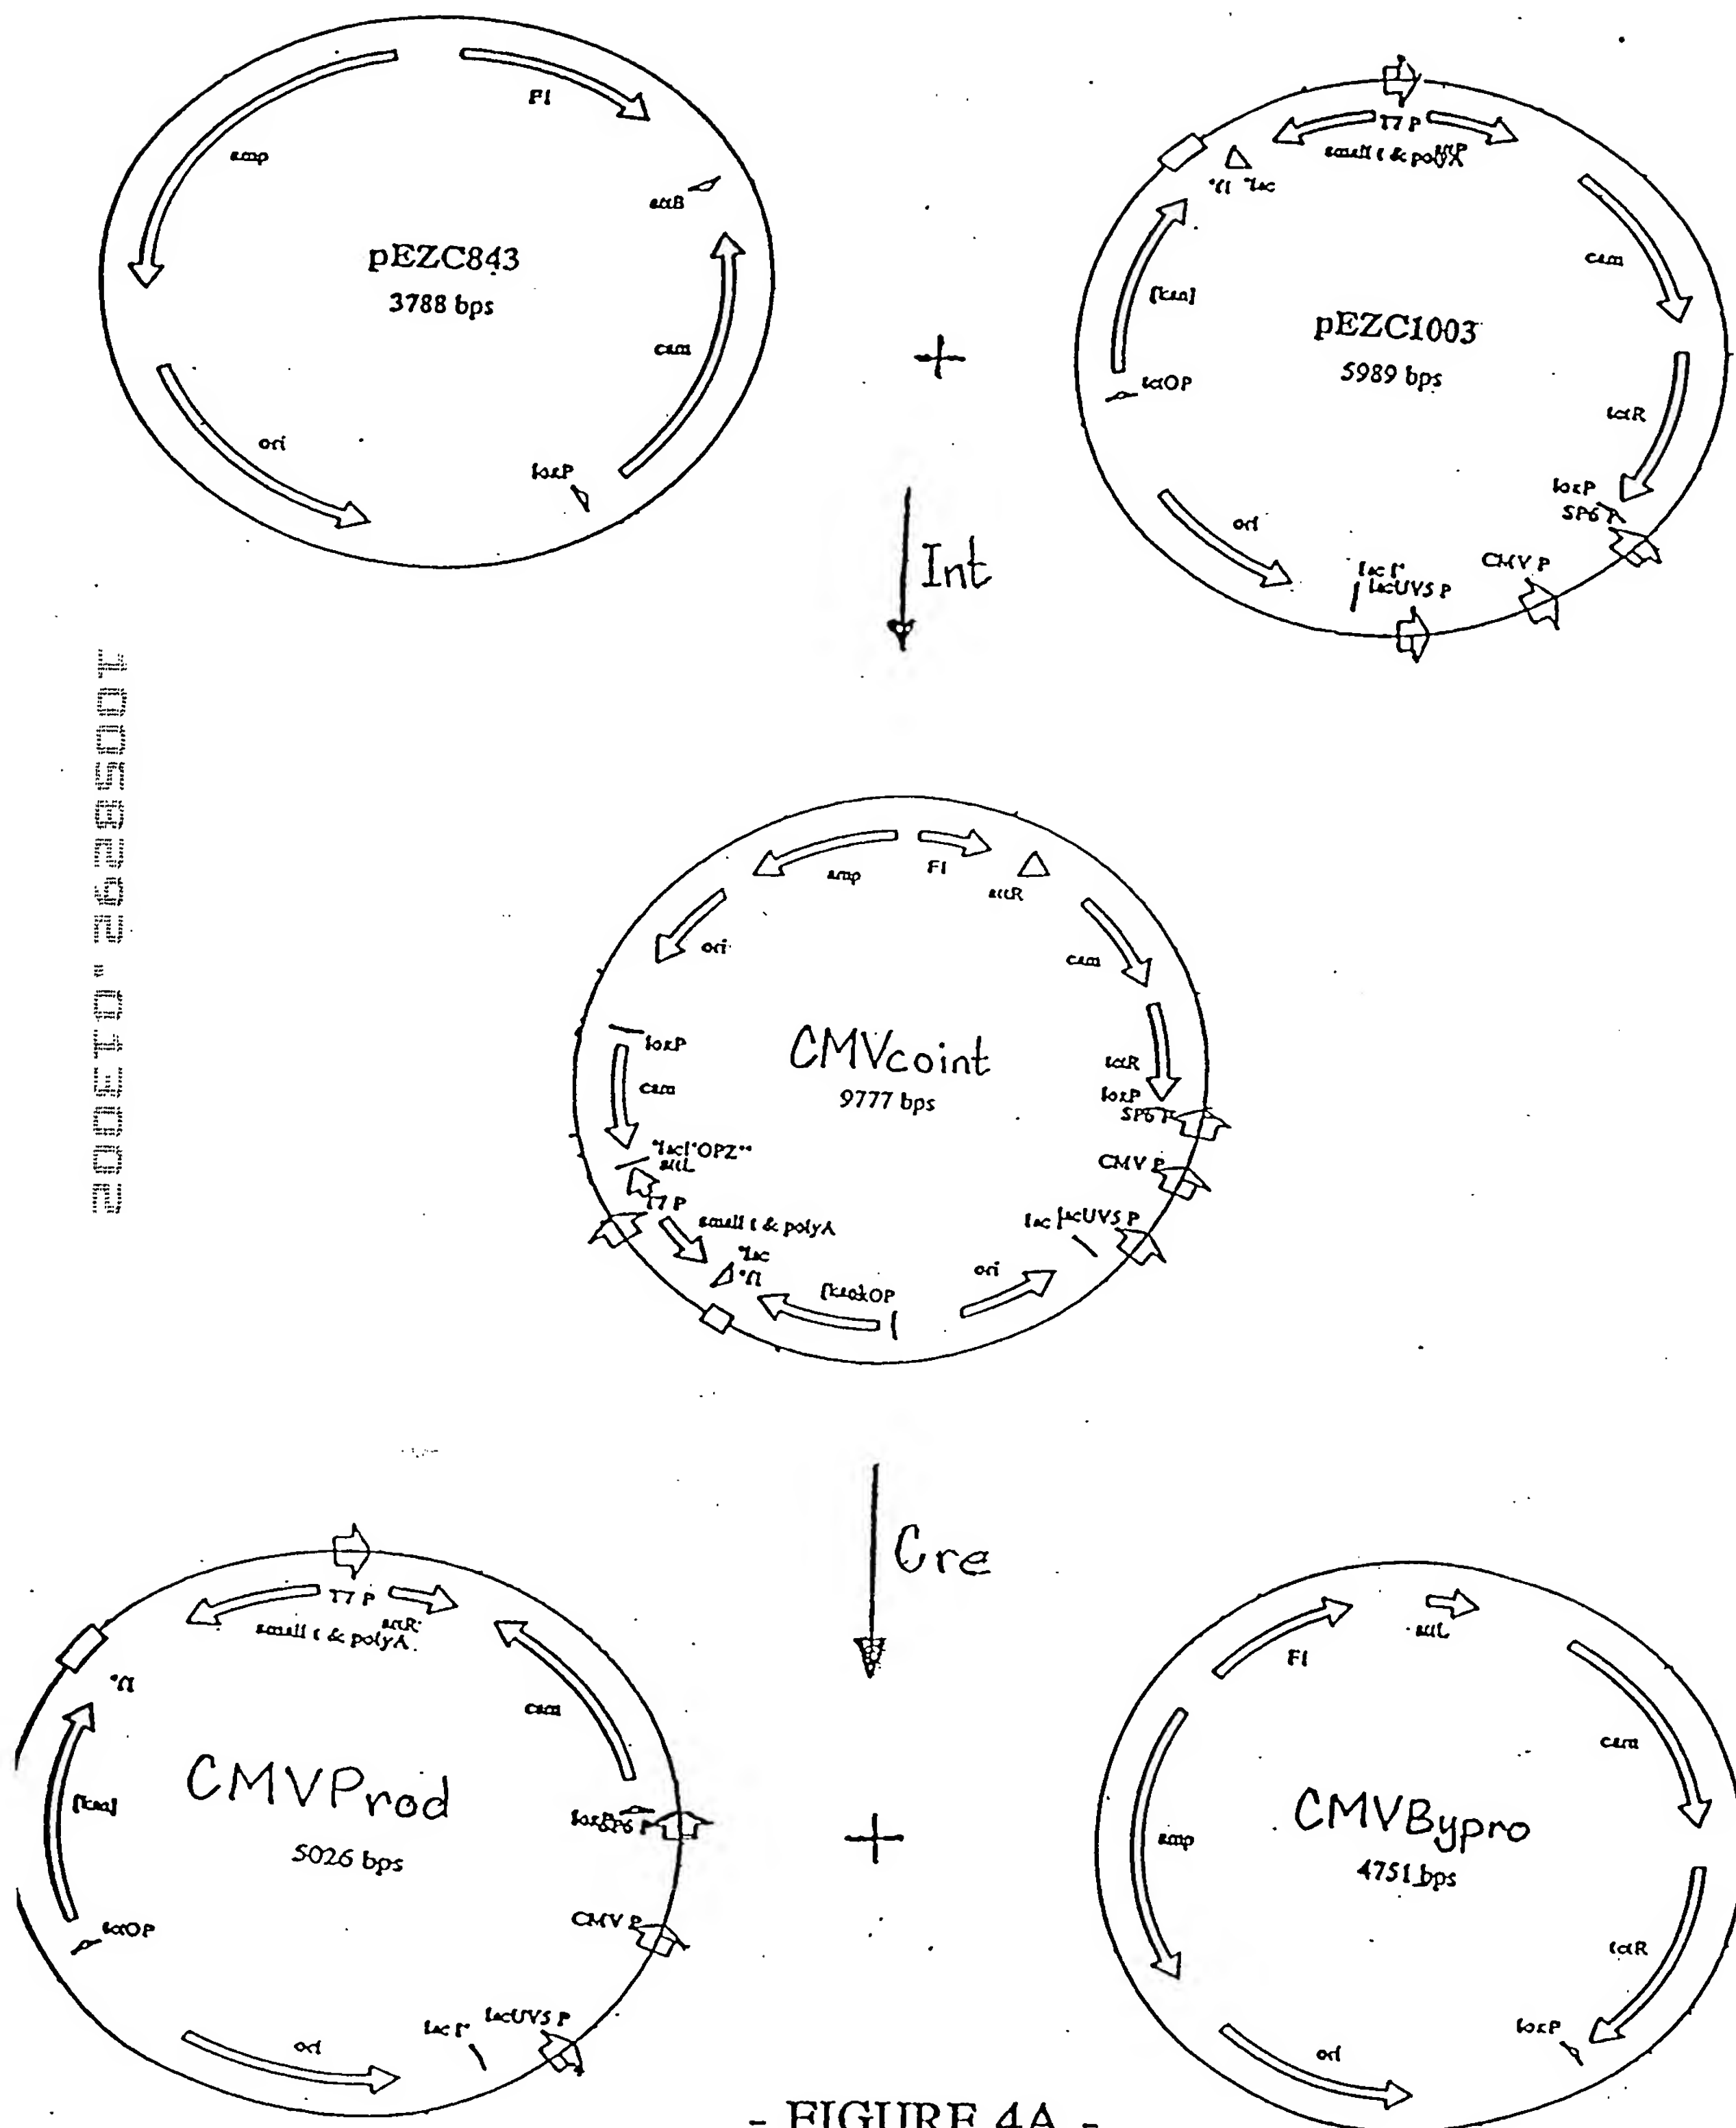 F1
amp
attB
pEZC843
3788 bps
cam
ori
loxP
+
T7 P
small t & polyA
cam
[kan]
pEZC1003
5989 bps
tetOP
tetR
loxP
SP6 P
ori
CMV P
lacUV5 P
Int
10058292.013002
amp
F1
attR
ori
cam
loxP
CMVcoint
9777 bps
cam
tetR
loxP
SP6 P
attL
CMV P
T7 P
small t & polyA
lacUV5 P
ori
Cre
T7 P
attR
small t & polyA
cam
[kan]
CMVProd
5026 bps
SP6 P
tetOP
CMV P
lacUV5 P
ori
+
F1
attL
cam
amp
CMVBypro
4751 bps
tetR
loxP
ori
- FIGURE 4A -